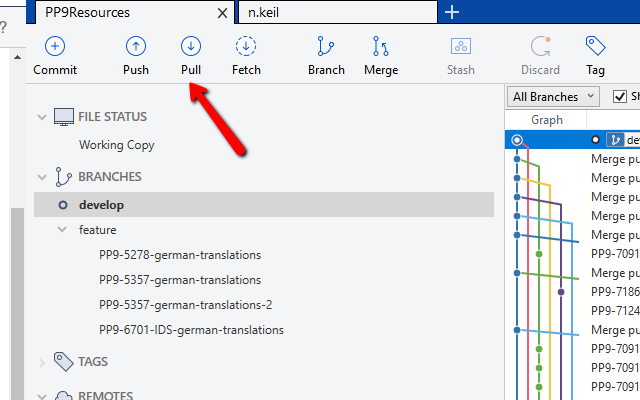 ?
PP9Resources
n.keil
Commit
Push
Pull
Fetch
Branch
Merge
Stash
Discard
Tag
All Branches
Graph
FILE STATUS
Working Copy
BRANCHES
develop
feature
PP9-5278-german-translations
PP9-5357-german-translations
PP9-5357-german-translations-2
PP9-6701-IDS-german-translations
TAGS
REMOTES
Merge pu
Merge pu
Merge pu
Merge pu
Merge pu
PP9-7091
Merge pu
PP9-7186
PP9-7124
Merge pu
PP9-7091
PP9-7091
PP9-7091